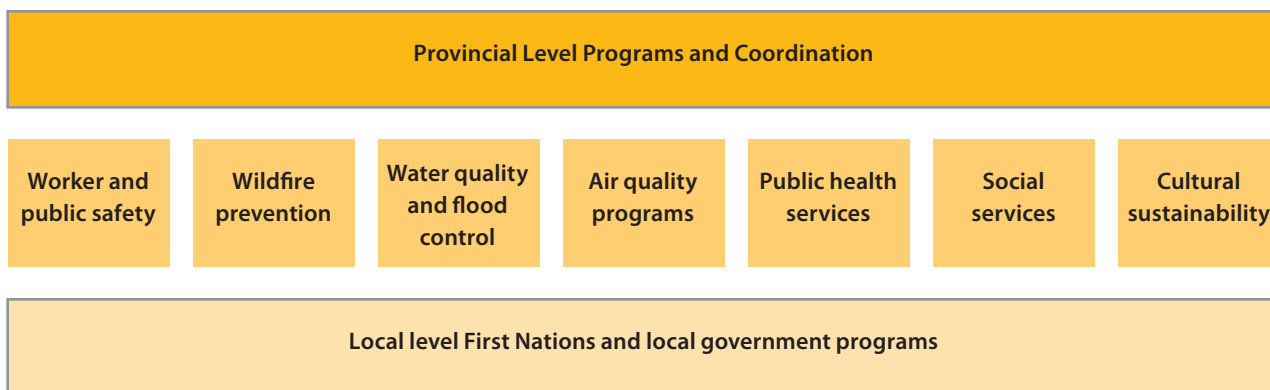 Provincial Level Programs and Coordination
Worker and
public safety
Wildfire
prevention
Water quality
and flood
control
Air quality
programs
Public health
services
Social
services
Cultural
sustainability
Local level First Nations and local government programs